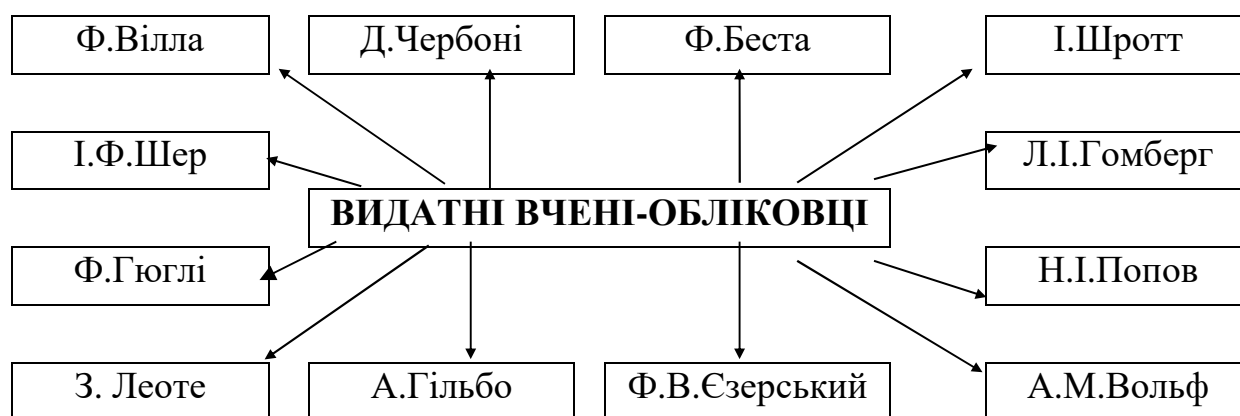 Ф.Вілла
Д.Чербоні
Ф.Беста
І.Шротт
І.Ф.Шер
Л.І.Гомберг
ВИДАТНІ ВЧЕНІ-ОБЛІКОВЦІ
Ф.Гюглі
Н.І.Попов
З. Леоте
А.Гільбо
Ф.В.Єзерський
А.М.Вольф